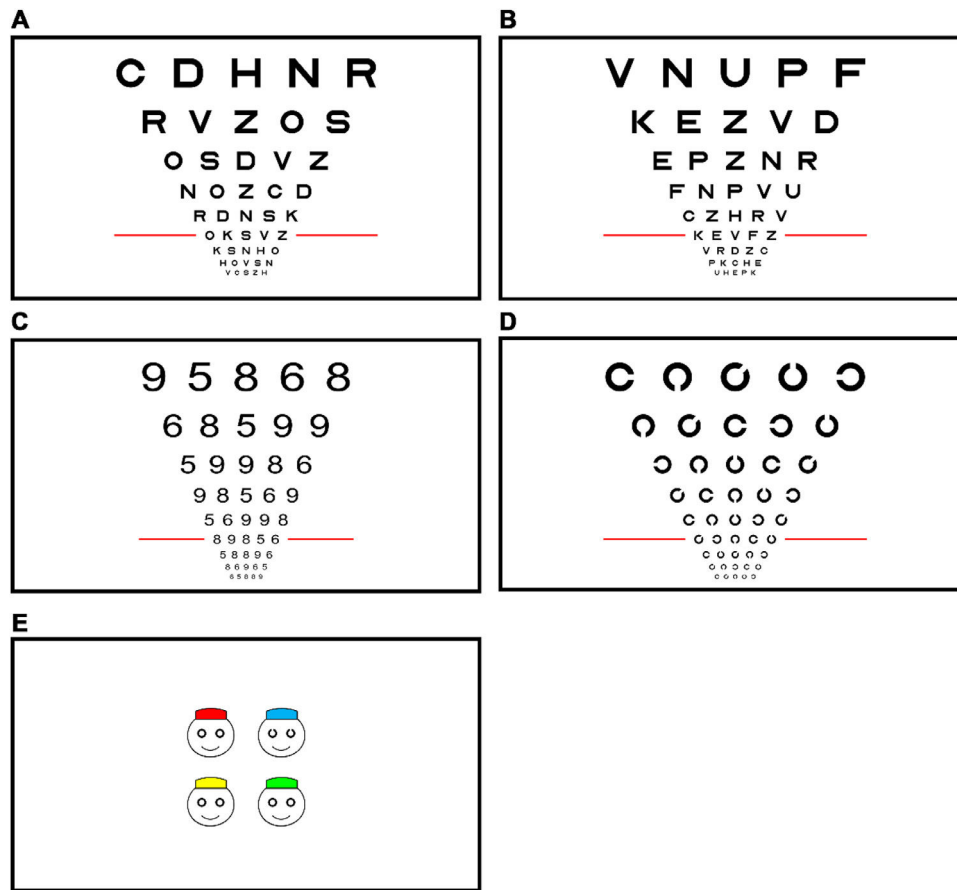 A
C D H N R
R V Z O S
O S D V Z
N O Z C D
R D N S K
O K S V Z
K S N H O
H O V S N
V C S Z H
B
V N U P F
K E Z V D
E P Z N R
F N P V U
C Z H R V
K E V F Z
V R D Z C
P K C H E
U H E P K
C
9 5 8 6 8
6 8 5 9 9
5 9 9 8 6
9 8 5 6 9
5 6 9 9 8
8 9 8 5 6
5 8 8 9 6
8 6 9 6 5
6 5 8 8 9
D
E